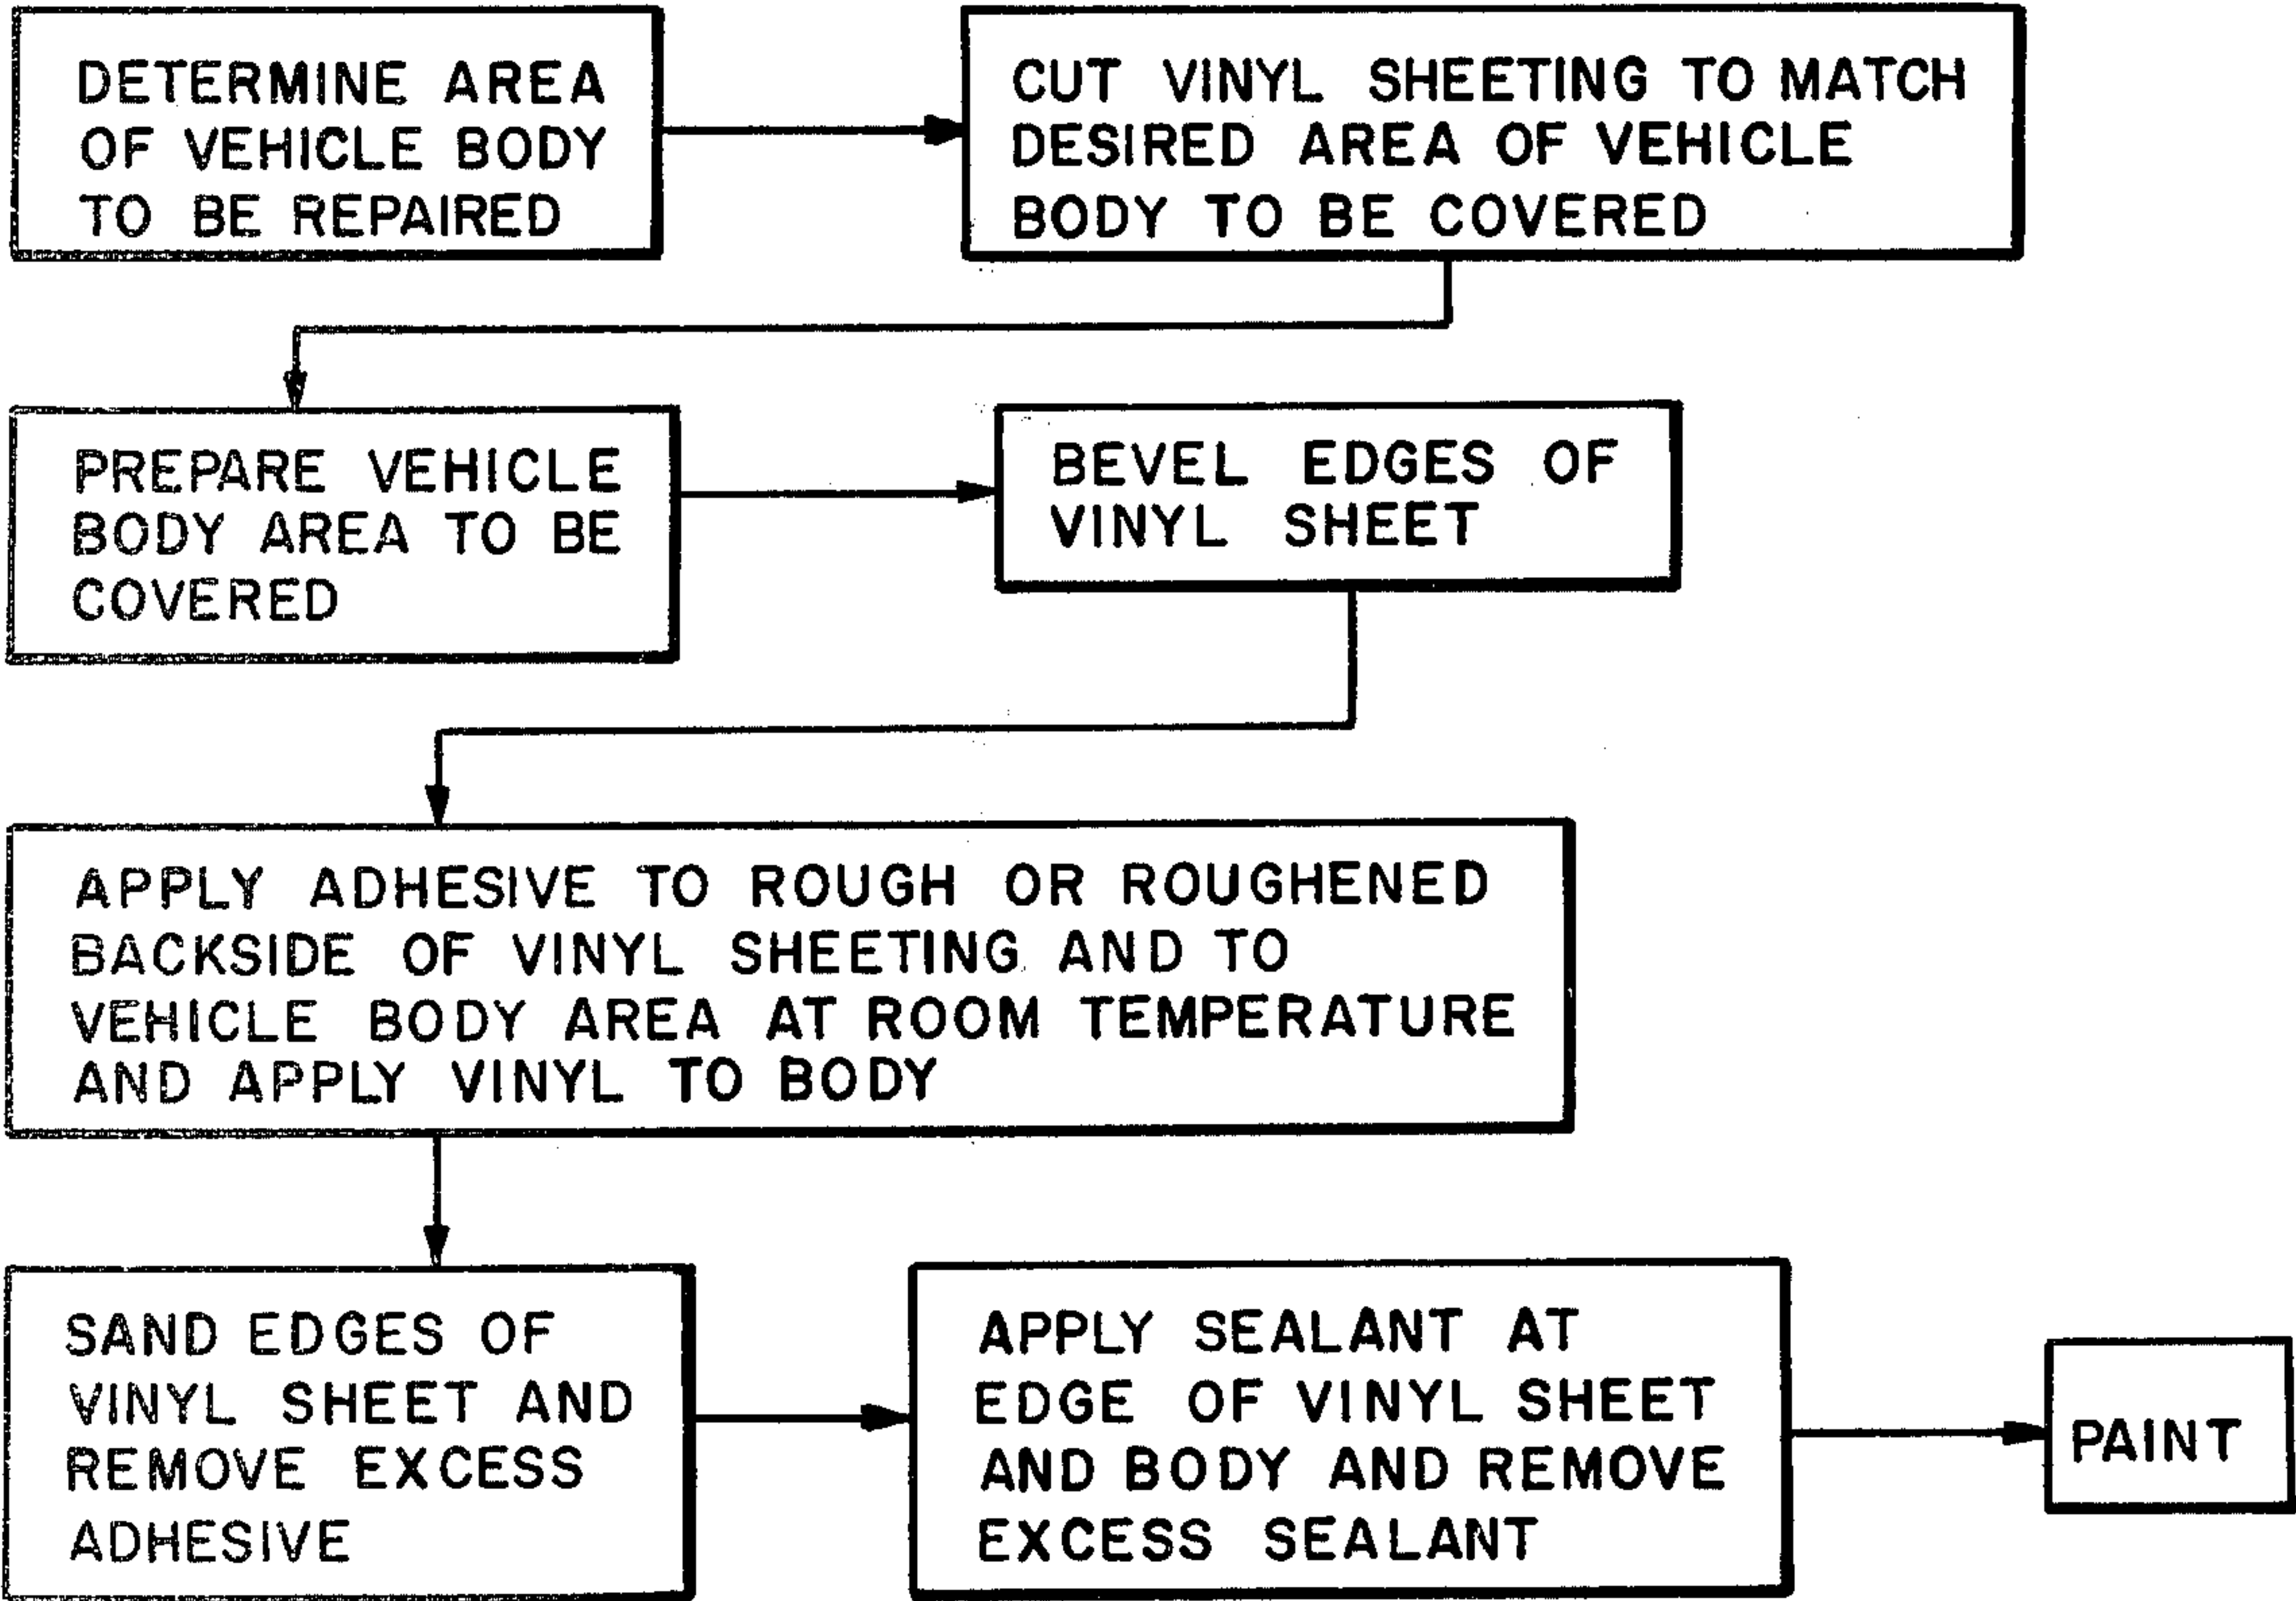 DETERMINE AREA
OF VEHICLE BODY
TO BE REPAIRED
CUT VINYL SHEETING TO MATCH
DESIRED AREA OF VEHICLE
BODY TO BE COVERED
PREPARE VEHICLE
BODY AREA TO BE
COVERED
BEVEL EDGES OF
VINYL SHEET
APPLY ADHESIVE TO ROUGH OR ROUGHENED
BACKSIDE OF VINYL SHEETING AND TO
VEHICLE BODY AREA AT ROOM TEMPERATURE
AND APPLY VINYL TO BODY
SAND EDGES OF
VINYL SHEET AND
REMOVE EXCESS
ADHESIVE
APPLY SEALANT AT
EDGE OF VINYL SHEET
AND BODY AND REMOVE
EXCESS SEALANT
PAINT